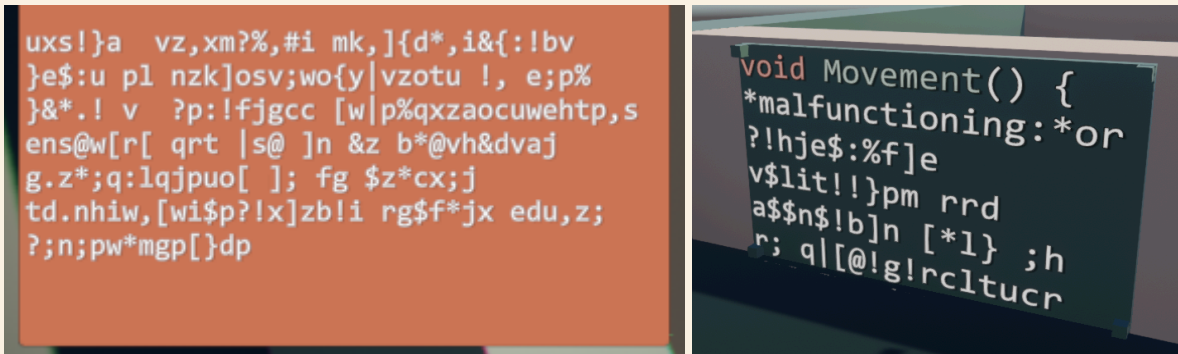 uxs!}a  vz,xm?%,#i mk,]{d*,i&{:!bv
}e$:u pl nzk]osv;wo{y|vzotu !, e;p%
}&*.! v  ?p:!fjgcc [w|p%qxzaocuwehtp,s
ens@w[r[ qrt |s@ ]n &z b*@vh&dvaj
g.z*;q:lqjpuo[ ]; fg $z*cx;j
td.nhiw,[wi$p?!x]zb!i rg$f*jx edu,z;
?;n;pw*mgp[}dp
void Movement() {
*malfunctioning:*or
?!hje$:%f]e
v$lit!!}pm rrd
a$$n$!b]n [*l} ;h
r; q|[@!g!rcltucr